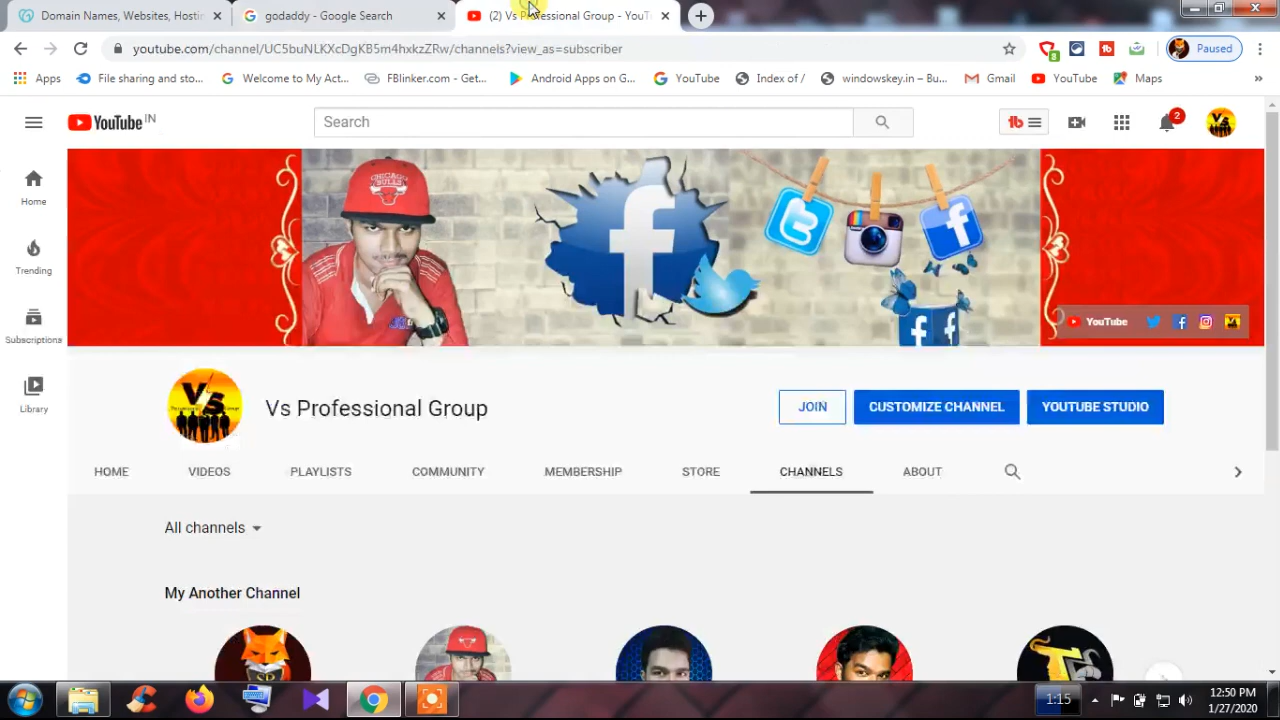 Domain Names, Websites, Hostin
godaddy - Google Search
(2) Vs Professional Group - YouT
youtube.com/channel/UC5buNLKXcDgKB5n4hxkzZRw/channels?view_as=subscriber
Paused
Apps
File sharing and sto...
Welcome to My Act...
FBlinker.com - Get...
Android Apps on G...
YouTube
Index of /
windowskey.in – Bu...
Gmail
YouTube
Maps
YouTube IN
Search
2
Home
Trending
Subscriptions
Library
CHICAGO
BULLS
YouTube
Vs Professional Group
JOIN
CUSTOMIZE CHANNEL
YOUTUBE STUDIO
HOME
VIDEOS
PLAYLISTS
COMMUNITY
MEMBERSHIP
STORE
CHANNELS
ABOUT
All channels
My Another Channel
1:15
12:50 PM
1/27/2020